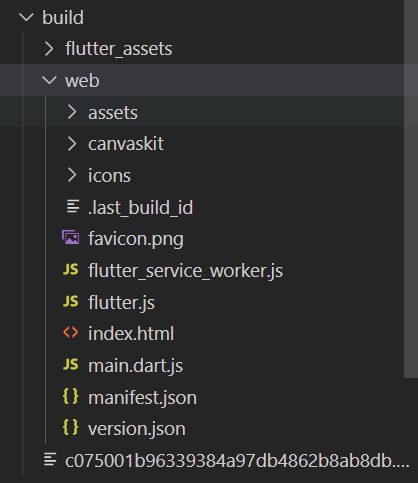 build
flutter_assets
web
assets
canvaskit
icons
.last_build_id
favicon.png
JS flutter_service_worker.js
JS flutter.js
<> index.html
JS main.dart.js
{} manifest.json
{} version.json
c075001b96339384a97db4862b8ab8db....